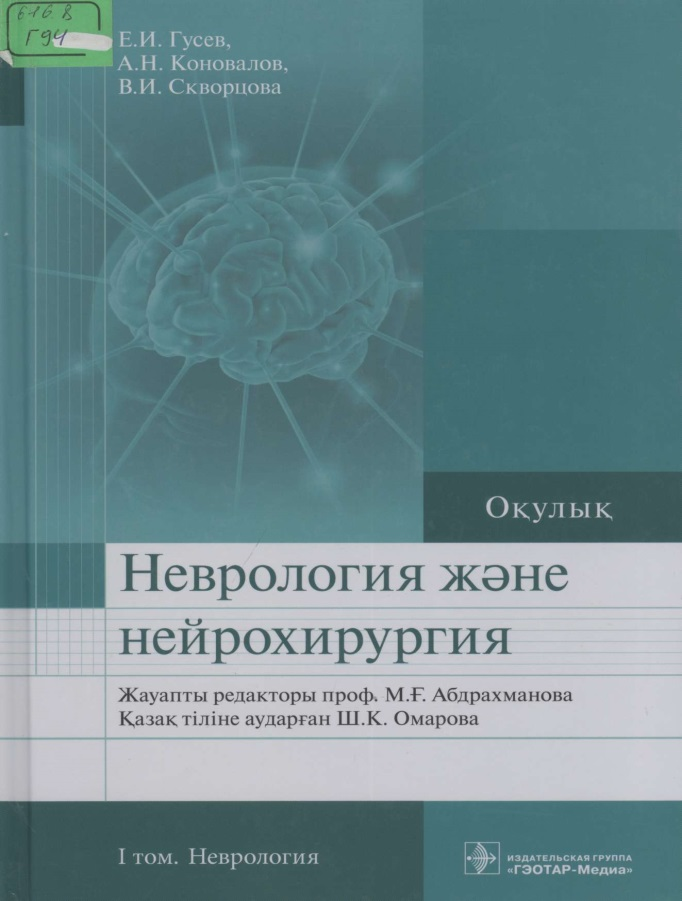 616.8
Г94
Е.И. Гусев,
А.Н. Коновалов,
В.И. Скворцова
Оқулық
Неврология және
нейрохирургия
Жауапты редакторы проф. М.Ғ. Абдрахманова
Қазақ тіліне аударған Ш.К. Омарова
I том. Неврология
ИЗДАТЕЛЬСКАЯ ГРУППА
«ГЭОТАР-Медиа»